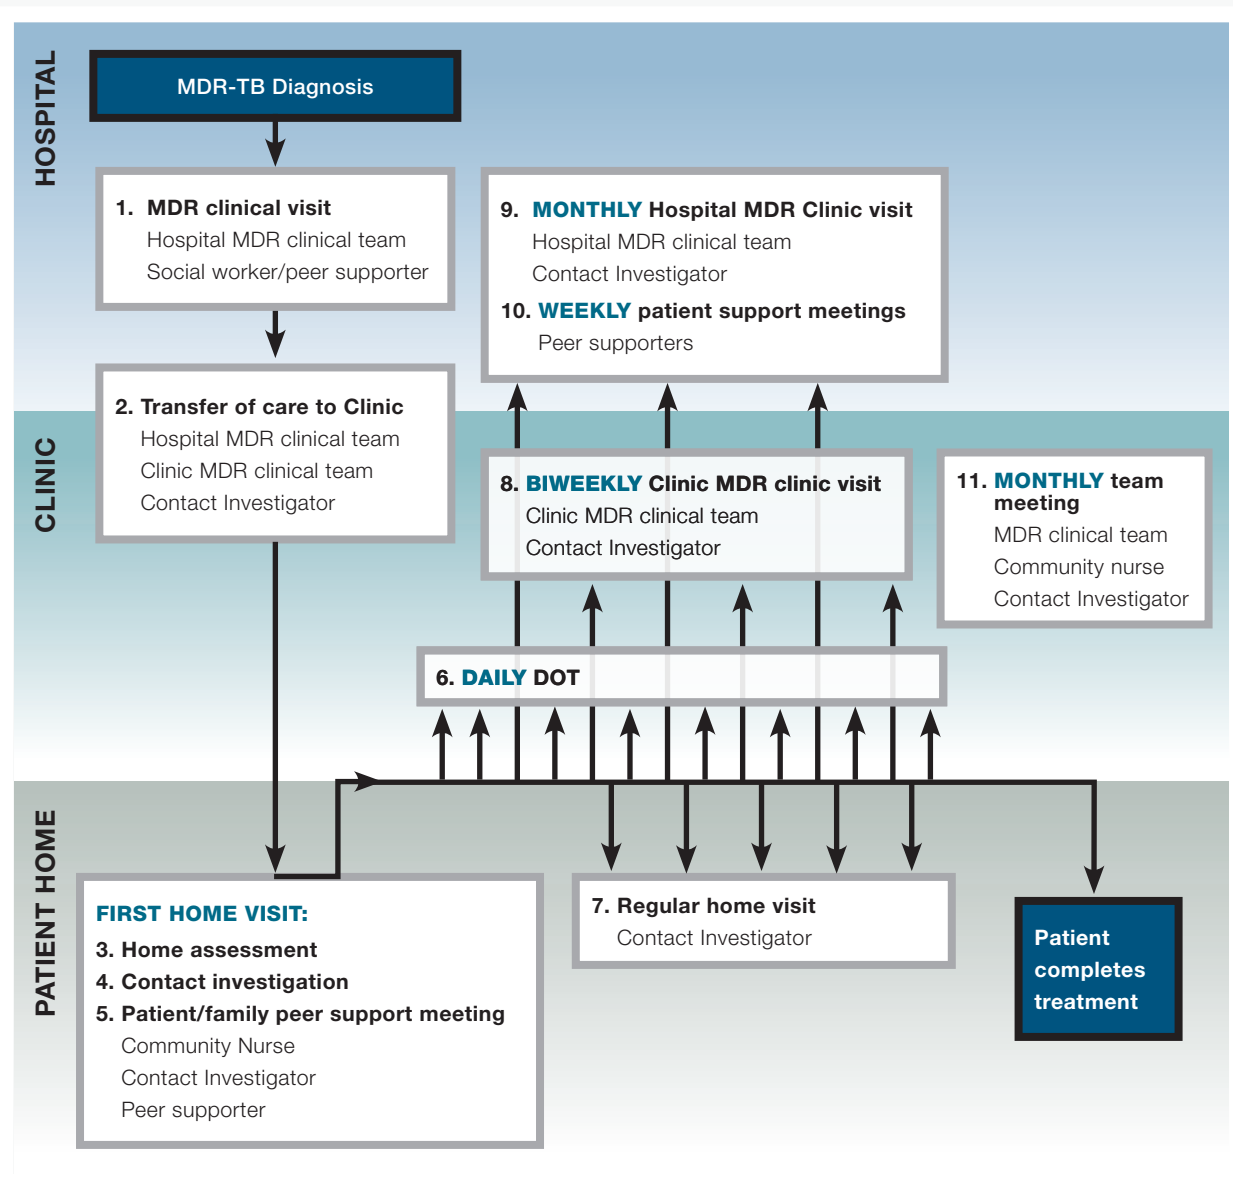 HOSPITAL
MDR-TB Diagnosis
1. MDR clinical visit
Hospital MDR clinical team
Social worker/peer supporter
9. MONTHLY Hospital MDR Clinic visit
Hospital MDR clinical team
Contact Investigator
10. WEEKLY patient support meetings
Peer supporters
2. Transfer of care to Clinic
Hospital MDR clinical team
Clinic MDR clinical team
Contact Investigator
CLINIC
8. BIWEEKLY Clinic MDR clinic visit
Clinic MDR clinical team
Contact Investigator
11. MONTHLY team
meeting
MDR clinical team
Community nurse
Contact Investigator
6. DAILY DOT
PATIENT HOME
FIRST HOME VISIT:
3. Home assessment
4. Contact investigation
5. Patient/family peer support meeting
Community Nurse
Contact Investigator
Peer supporter
7. Regular home visit
Contact Investigator
Patient
completes
treatment